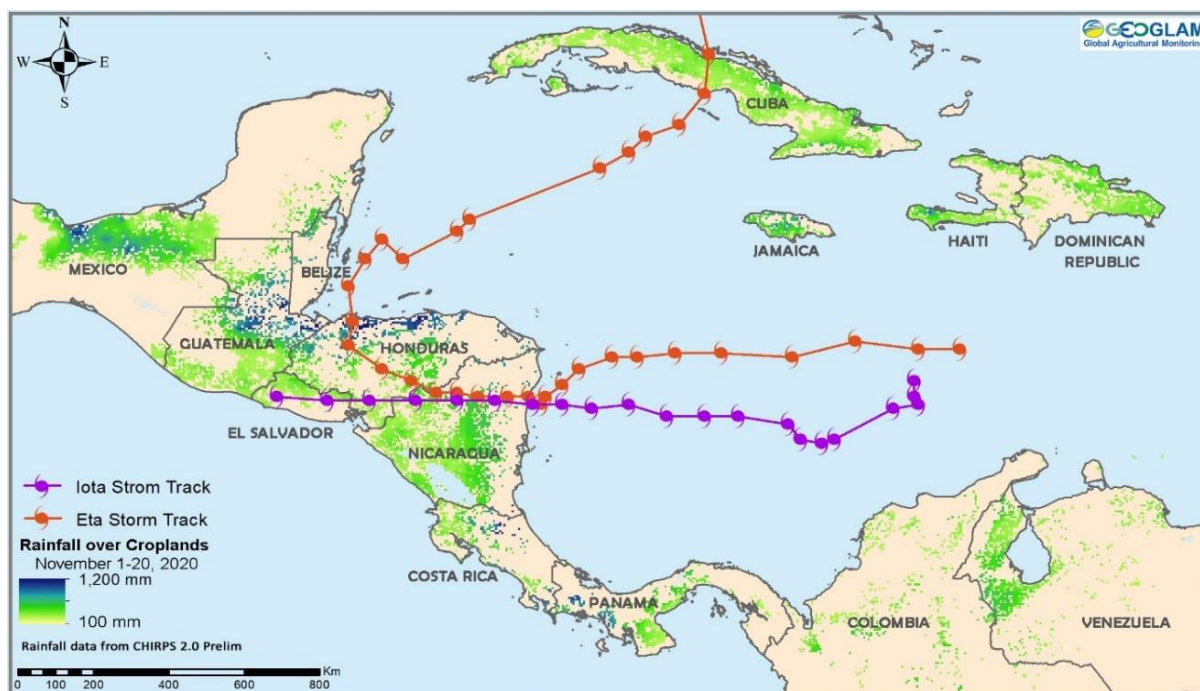 N
W E
S
GEOGLAM
Global Agricultural Monitoring
CUBA
MEXICO
BELIZE
JAMAICA
HAITI
DOMINICAN
REPUBLIC
GUATEMALA
HONDURAS
EL SALVADOR
NICARAGUA
COSTA RICA
PANAMA
COLOMBIA
VENEZUELA
Iota Strom Track
Eta Storm Track
Rainfall over Croplands
November 1-20, 2020
1,200 mm
100 mm
Rainfall data from CHIRPS 2.0 Prelim
Km
0 100 200 400 600 800